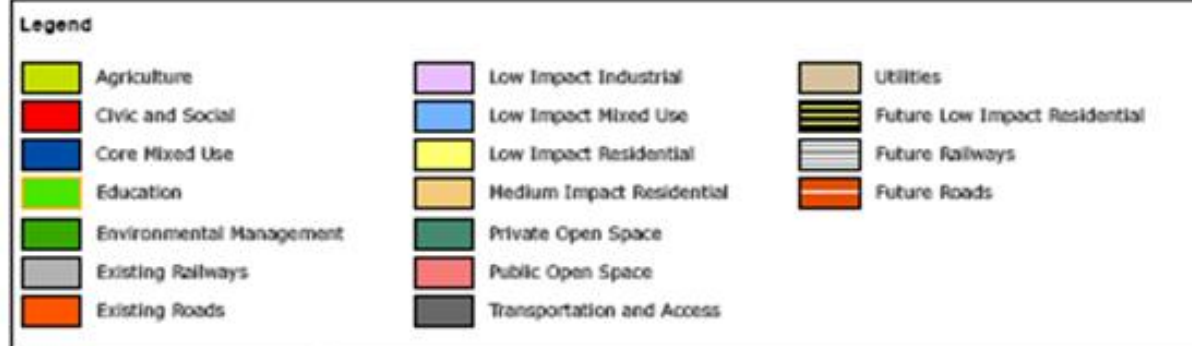 Legend
Agriculture
Civic and Social
Core Mixed Use
Education
Environmental Management
Existing Railways
Existing Roads
Low Impact Industrial
Low Impact Mixed Use
Low Impact Residential
Medium Impact Residential
Private Open Space
Public Open Space
Transportation and Access
Utilities
Future Low Impact Residential
Future Railways
Future Roads